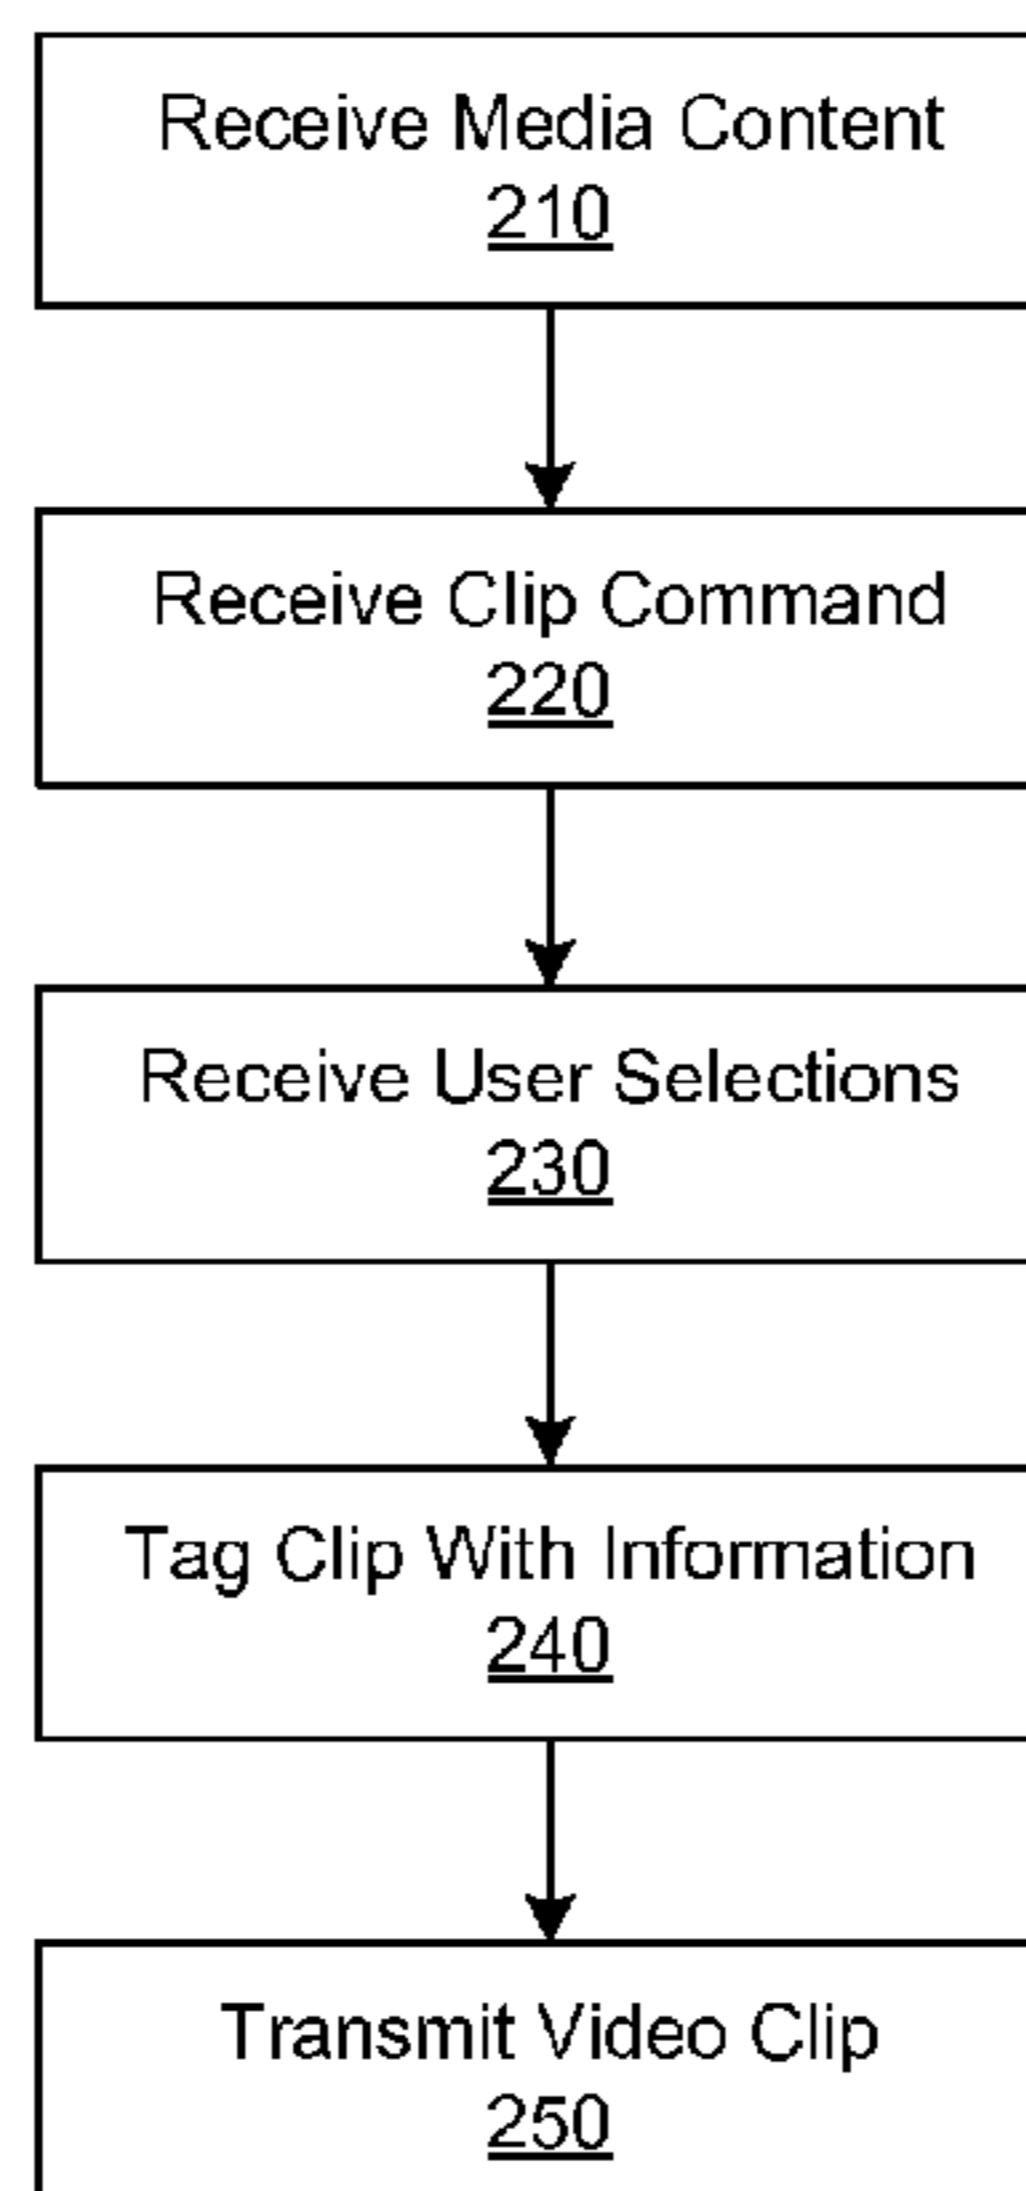 Receive Media Content
210
Receive Clip Command
220
Receive User Selections
230
Tag Clip With Information
240
Transmit Video Clip
250